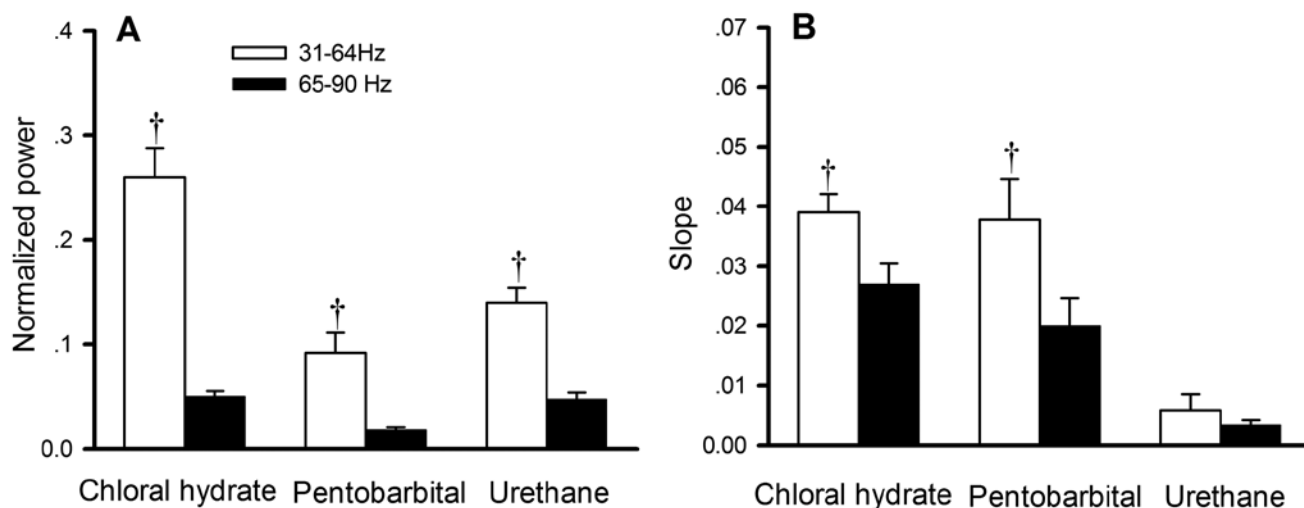 A
31-64Hz
65-90 Hz
†
†
†
.4
.3
.2
.1
0.0
Normalized power
Chloral hydrate Pentobarbital Urethane
B
†
†
.07
.06
.05
.04
.03
.02
.01
0.00
Slope
Chloral hydrate Pentobarbital Urethane